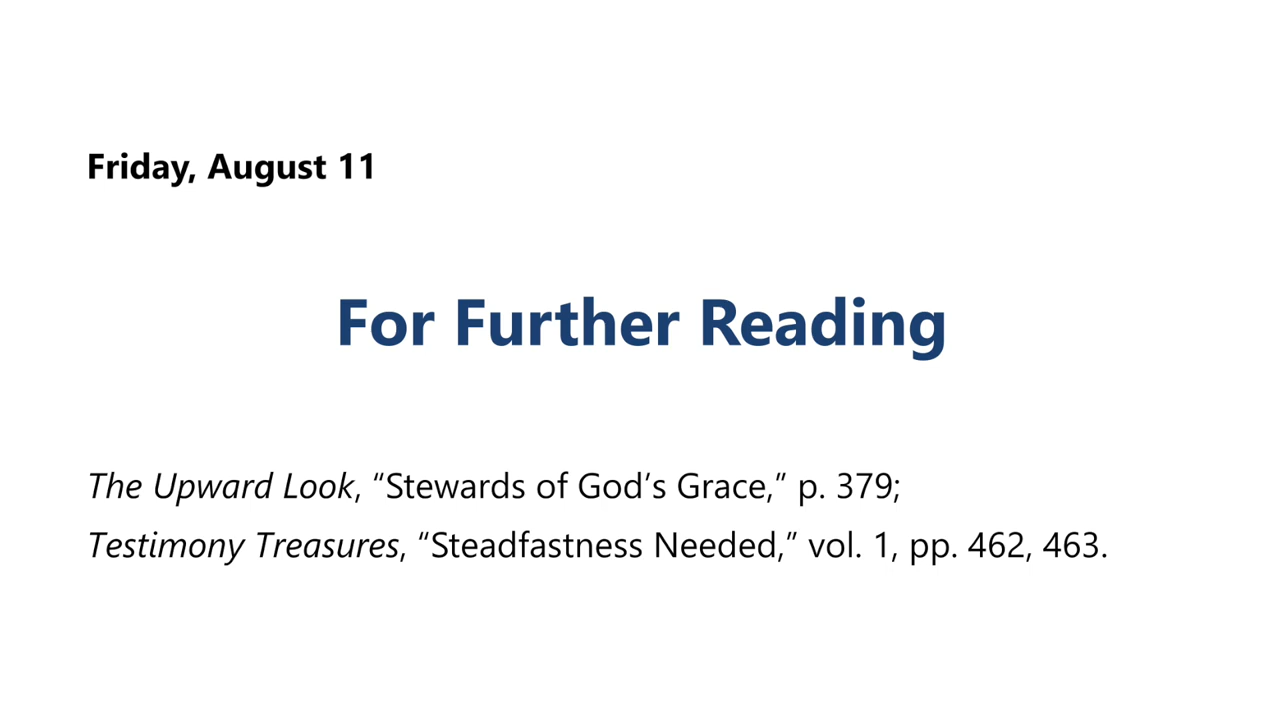 Friday, August 11
For Further Reading
The Upward Look, “Stewards of God’s Grace,” p. 379;
Testimony Treasures, “Steadfastness Needed,” vol. 1, pp. 462, 463.